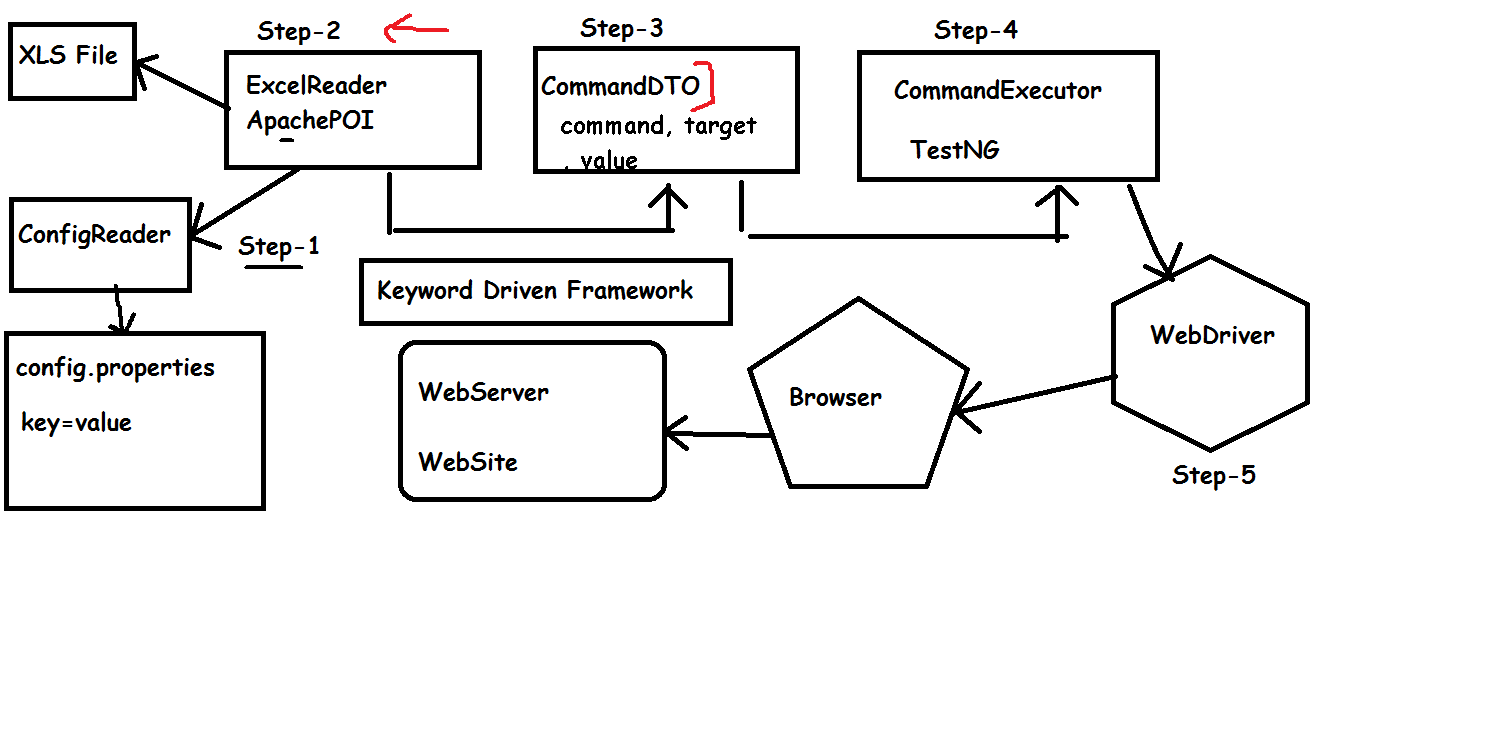 Step-2
Step-3
Step-4
XLS File
ExcelReader
ApachePOI
CommandDTO
command, target
, value
CommandExecutor
TestNG
ConfigReader
Step-1
Keyword Driven Framework
config.properties
key=value
WebServer
WebSite
Browser
WebDriver
Step-5